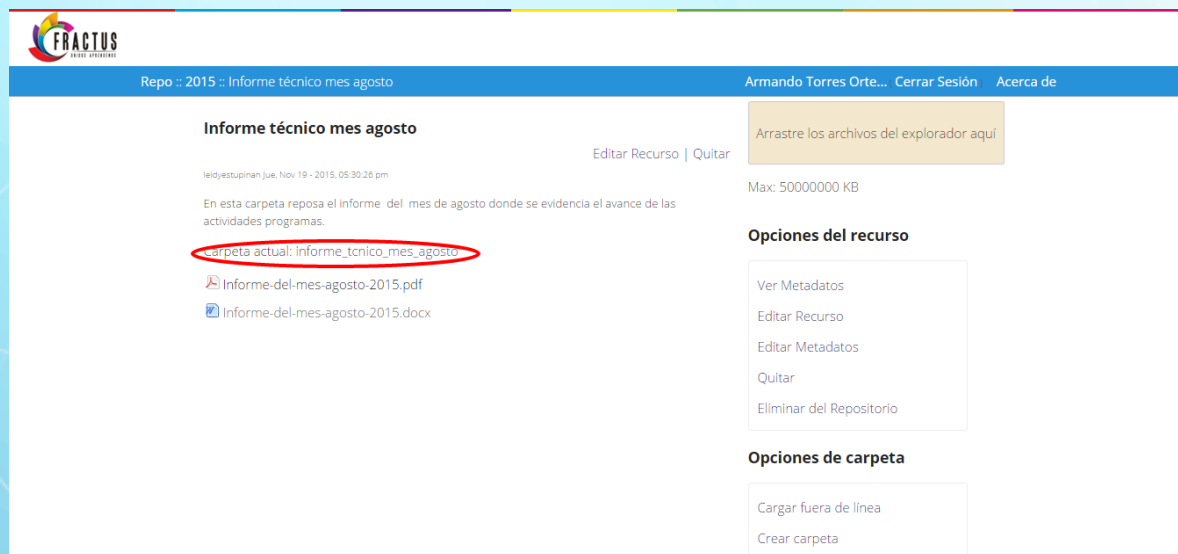 FRACTUS
UNIDOS APRENDEMOS
Repo :: 2015 :: Informe técnico mes agosto
Armando Torres Orte... Cerrar Sesión Acerca de
Informe técnico mes agosto
Editar Recurso | Quitar
leidyestupinan Jue, Nov 19 - 2015, 05:30:26 pm
En esta carpeta reposa el informe del mes de agosto donde se evidencia el avance de las
actividades programas.
Carpeta actual: informe_tcnico_mes_agosto
Informe-del-mes-agosto-2015.pdf
Informe-del-mes-agosto-2015.docx
Arrastre los archivos del explorador aquí
Max: 50000000 KB
Opciones del recurso
Ver Metadatos
Editar Recurso
Editar Metadatos
Quitar
Eliminar del Repositorio
Opciones de carpeta
Cargar fuera de línea
Crear carpeta